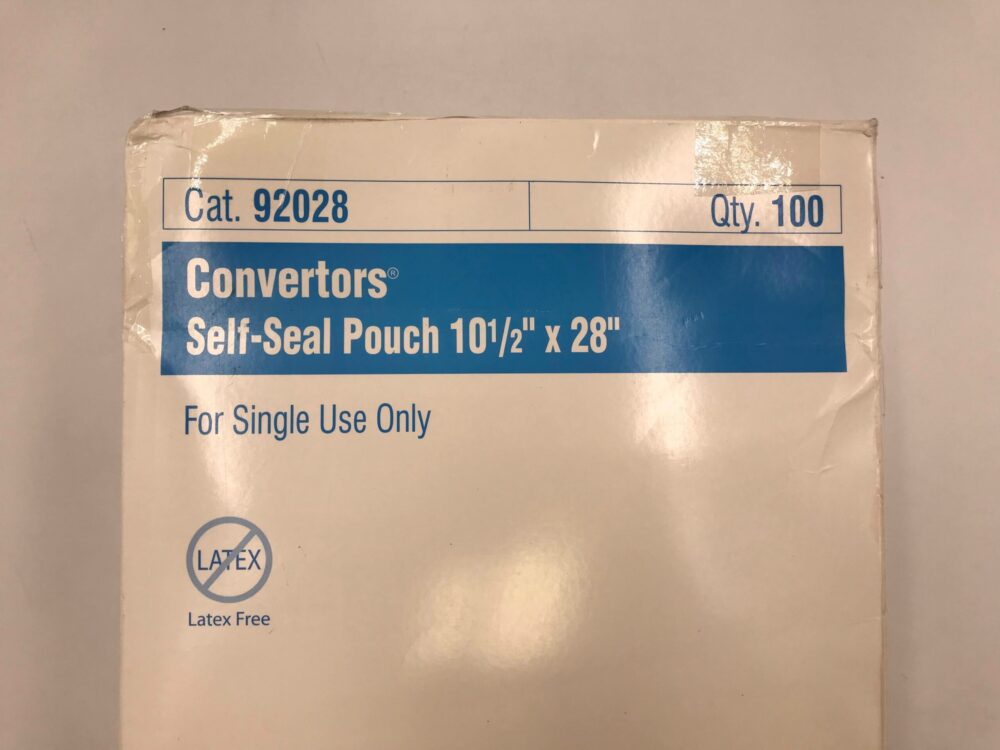 Cat. 92028
Qty. 100
Convertors®
Self-Seal Pouch 10 1/2" x 28"
For Single Use Only
LATEX
Latex Free